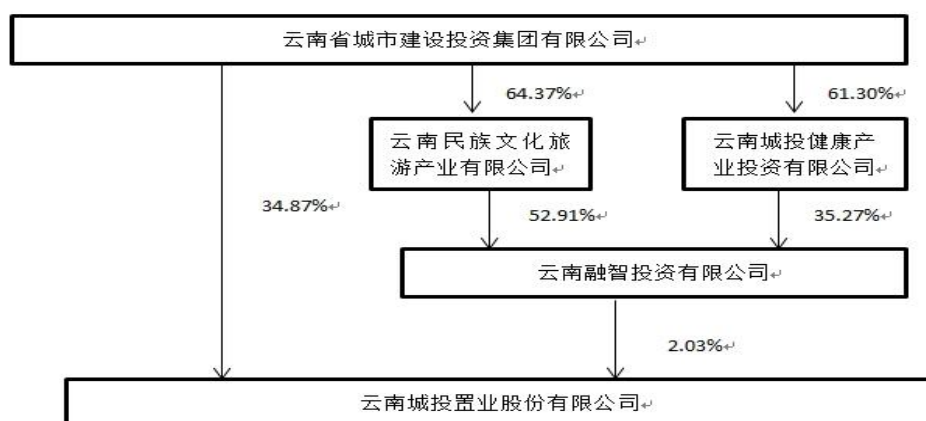 云南省城市建设投资集团有限公司↵
64.37%↵
61.30%↵
云南民族文化旅
游产业有限公司↵
云南城投健康产
业投资有限公司↵
34.87%↵
52.91%↵
35.27%↵
云南融智投资有限公司↵
2.03%↵
云南城投置业股份有限公司↵